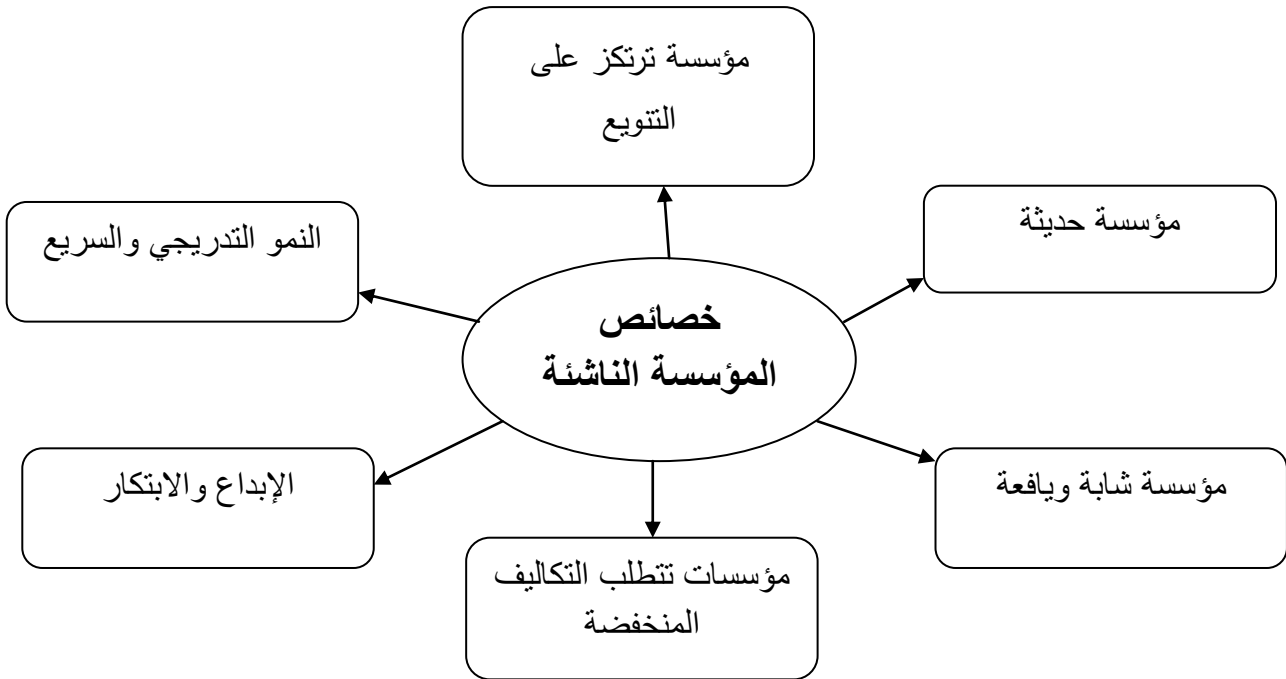 مؤسسة ترتكز على
التنويع
مؤسسة حديثة
النمو التدريجي والسريع
خصائص
المؤسسة الناشئة
مؤسسة شابة ويافعة
الإبداع والابتكار
مؤسسات تتطلب التكاليف
المنخفضة